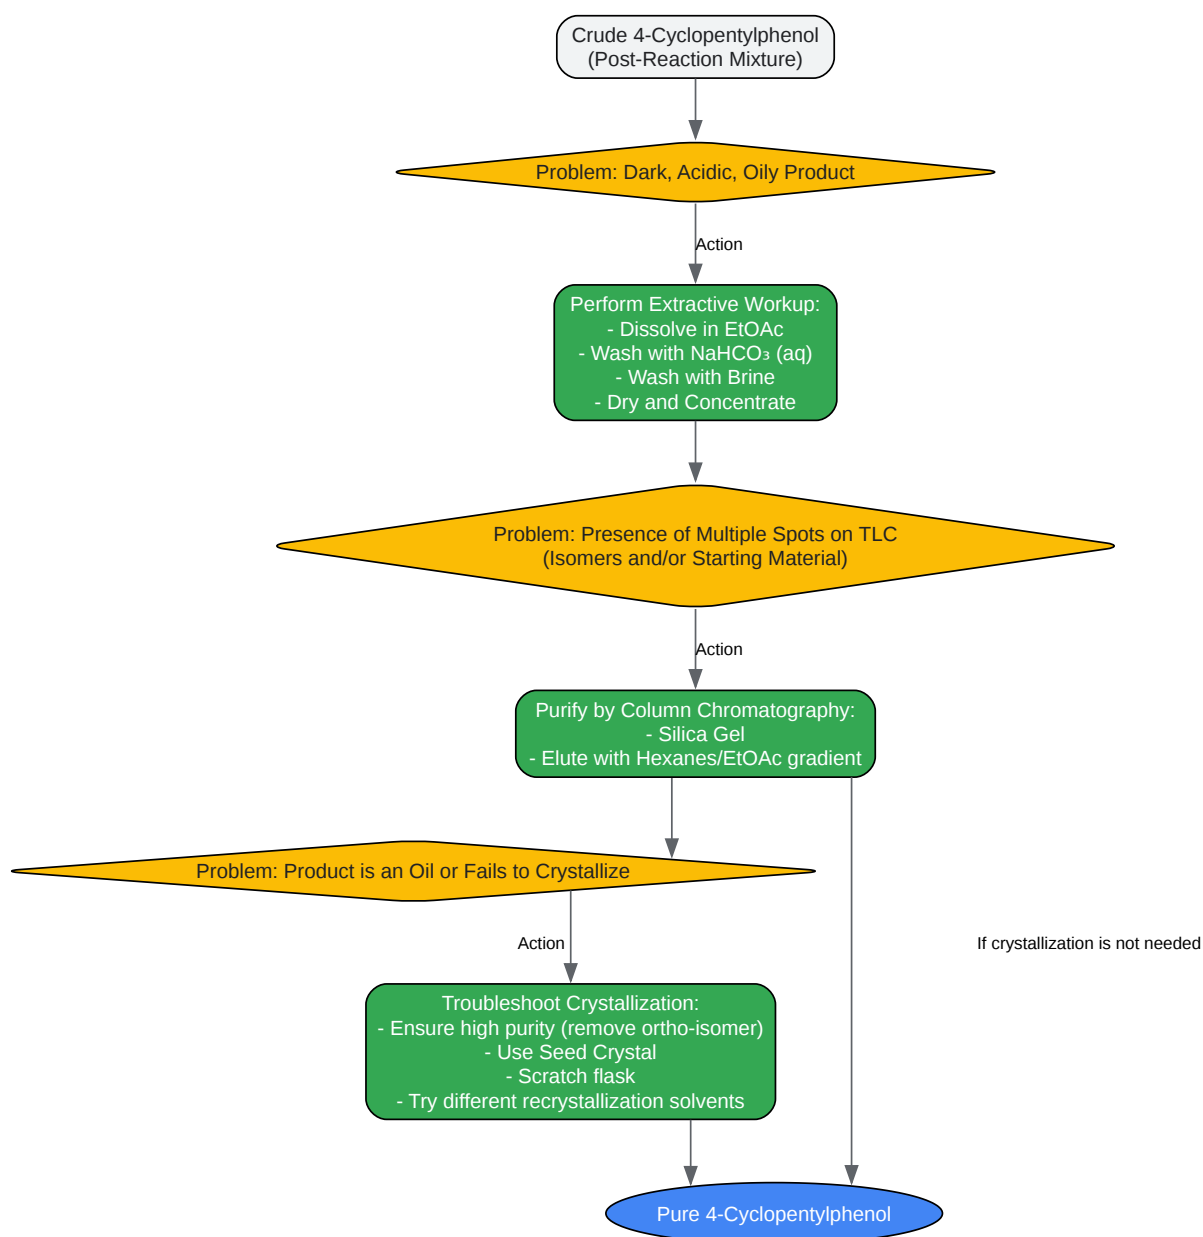 Crude 4-Cyclopentylphenol
(Post-Reaction Mixture)
Problem: Dark, Acidic, Oily Product
Action
Perform Extractive Workup:
- Dissolve in EtOAc
- Wash with NaHCO₃ (aq)
- Wash with Brine
- Dry and Concentrate
Problem: Presence of Multiple Spots on TLC
(Isomers and/or Starting Material)
Action
Purify by Column Chromatography:
- Silica Gel
- Elute with Hexanes/EtOAc gradient
Problem: Product is an Oil or Fails to Crystallize
Action
If crystallization is not needed
Troubleshoot Crystallization:
- Ensure high purity (remove ortho-isomer)
- Use Seed Crystal
- Scratch flask
- Try different recrystallization solvents
Pure 4-Cyclopentylphenol